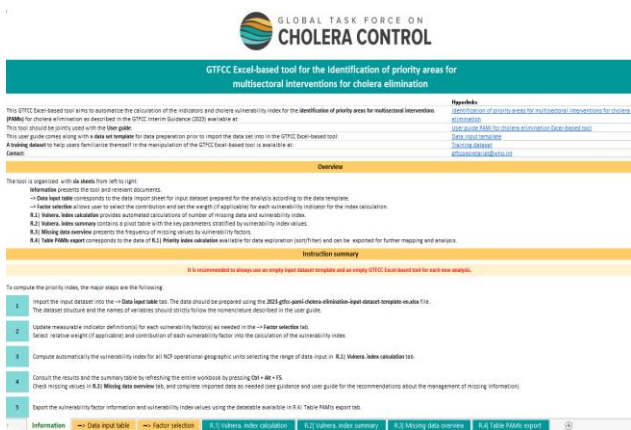 GLOBAL TASK FORCE ON
CHOLERA CONTROL
GTFCC Excel-based tool for the Identification of priority areas for
multisectoral interventions for cholera elimination
Hyperlinks
This GTFCC Excel-based tool aims to automatize the calculation of the indicators and cholera vulnerability index for the identification of priority areas for multisectoral interventions
Identification of priority areas for multisectoral interventions for cholera
(PAMIs) for cholera elimination as described in the GTFCC Interim Guidance (2023) available at:
elimination
This tool should be jointly used with the User guide:
User guide PAMI for cholera elimination Excel-based tool
This user guide comes along with a data set template for data preparation prior to import the data set into in the GTFCC Excel-based tool:
Data input template
A training dataset to help users familiarize themself in the manipulation of the GTFCC Excel-based tool is available at:
Training dataset
Contact:
gtfccsecretariat@who.int
Overview
The tool is organized with six sheets from left to right:
Information presents the tool and relevant documents.
--> Data input table corresponds to the data import sheet for input dataset prepared for the analysis according to the data template.
--> Factor selection allows user to select the contribution and set the weight (if applicable) for each vulnerability indicator for the index calculation.
R.1| Vulnera. index calculation provides automated calculations of number of missing data and vulnerability index.
R.2| Vulnera. index summary contains a pivot table with the key parameters stratified by vulnerability index values.
R.3| Missing data overview presents the frequency of missing values by vulnerability factors.
R.4| Table PAMIs export corresponds to the data of R.1| Priority index calculation available for data exploration (sort/filter) and can be exported for further mapping and analysis.
Instruction summary
It is recommended to always use an empty input dataset template and an empty GTFCC Excel-based tool for each new analysis.
To compute the priority index, the major steps are the following:
1 Import the input dataset into the --> Data input table tab. The data should be prepared using the 2023-gtfcc-pami-cholera-elimination-input-dataset-template-en.xlsx file.
The dataset structure and the names of variables should strictly follow the nomenclature described in the user guide.
2 Update measurable indicator definition(s) for each vulnerability factor(s) as needed in the --> Factor selection tab.
Select relative weight (if applicable) and contribution of each vulnerability factor into the calculation of the vulnerability index.
3 Compute automatically the vulnerability index for all NCP operational geographic units selecting the range of data input in R.1| Vulnera. index calculation tab.
4 Consult the results and the summary table by refreshing the entire workbook by pressing Ctrl + Alt + F5.
Check missing values in R.3| Missing data overview tab, and complete imported data as needed (see guidance and user guide for the recommendations about the management of missing information).
5 Export the vulnerability factor information and vulnerability index values using the datatable available in R.4| Table PAMIs export tab.
Information --> Data input table --> Factor selection R.1| Vulnera. index calculation R.2| Vulnera. index summary R.3| Missing data overview R.4| Table PAMIs export